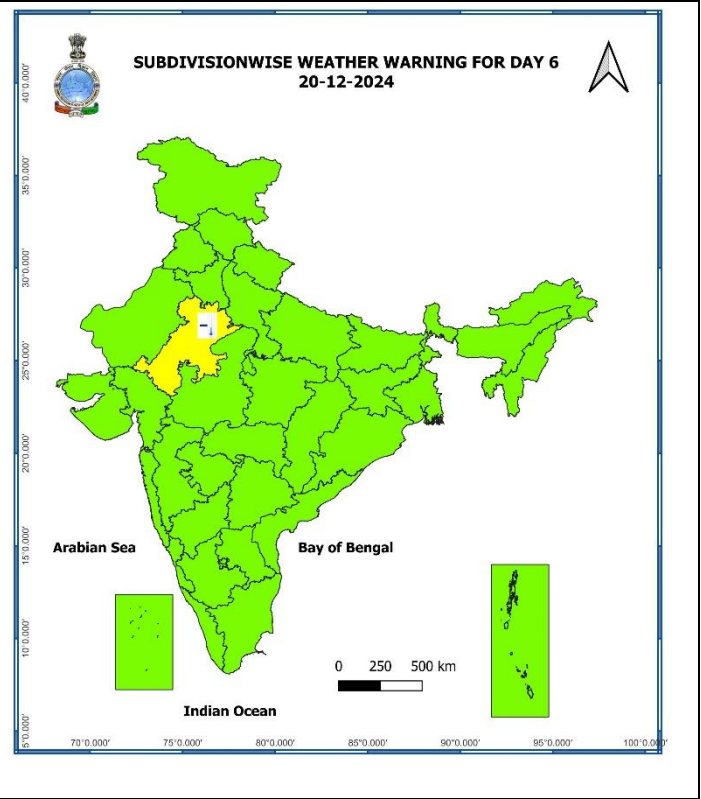 SUBDIVISIONWISE WEATHER WARNING FOR DAY 6
20-12-2024
40°0.000'
35°0.000'
30°0.000'
25°0.000'
20°0.000'
15°0.000'
10°0.000'
5°0.000'
Arabian Sea
Bay of Bengal
0 250 500 km
Indian Ocean
70°0.000' 75°0.000' 80°0.000' 85°0.000' 90°0.000' 95°0.000' 100°0.000'